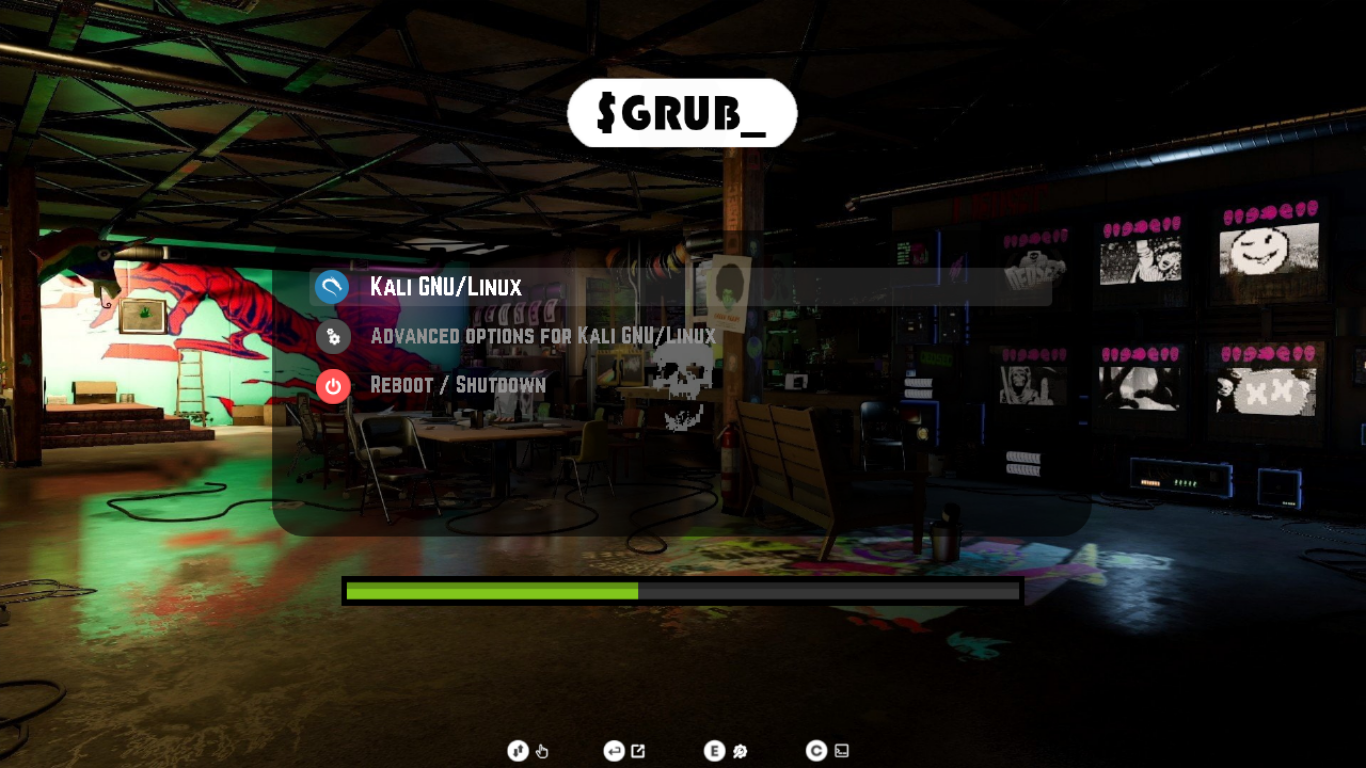 $GRUB_
Kali GNU/Linux
Advanced options for Kali GNU/Linux
Reboot / Shutdown
E
C